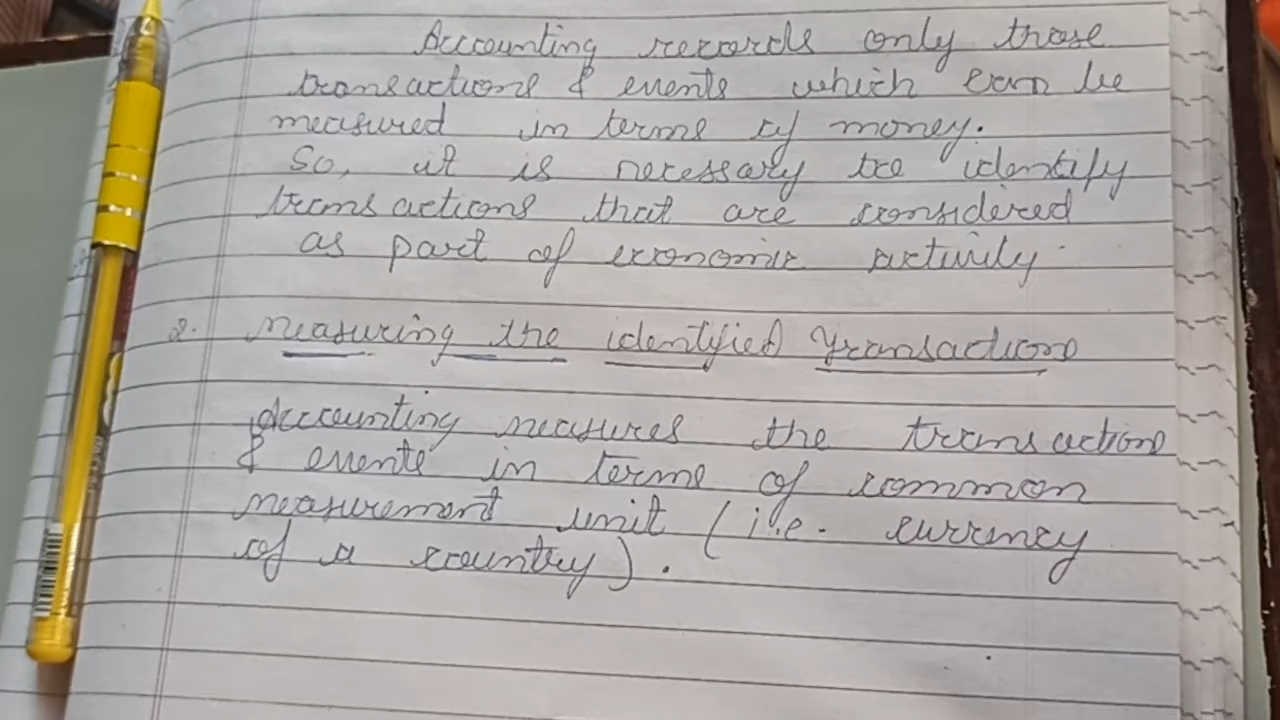 Accounting records only those
transactions & events which can be
measured in terms of money.
So, it is necessary to identify
transactions that are considered
as part of economic activity.
2. Measuring the identified Transactions
Accounting measures the transaction
& events in terms of common
measurement unit (i.e. currency
of a country).